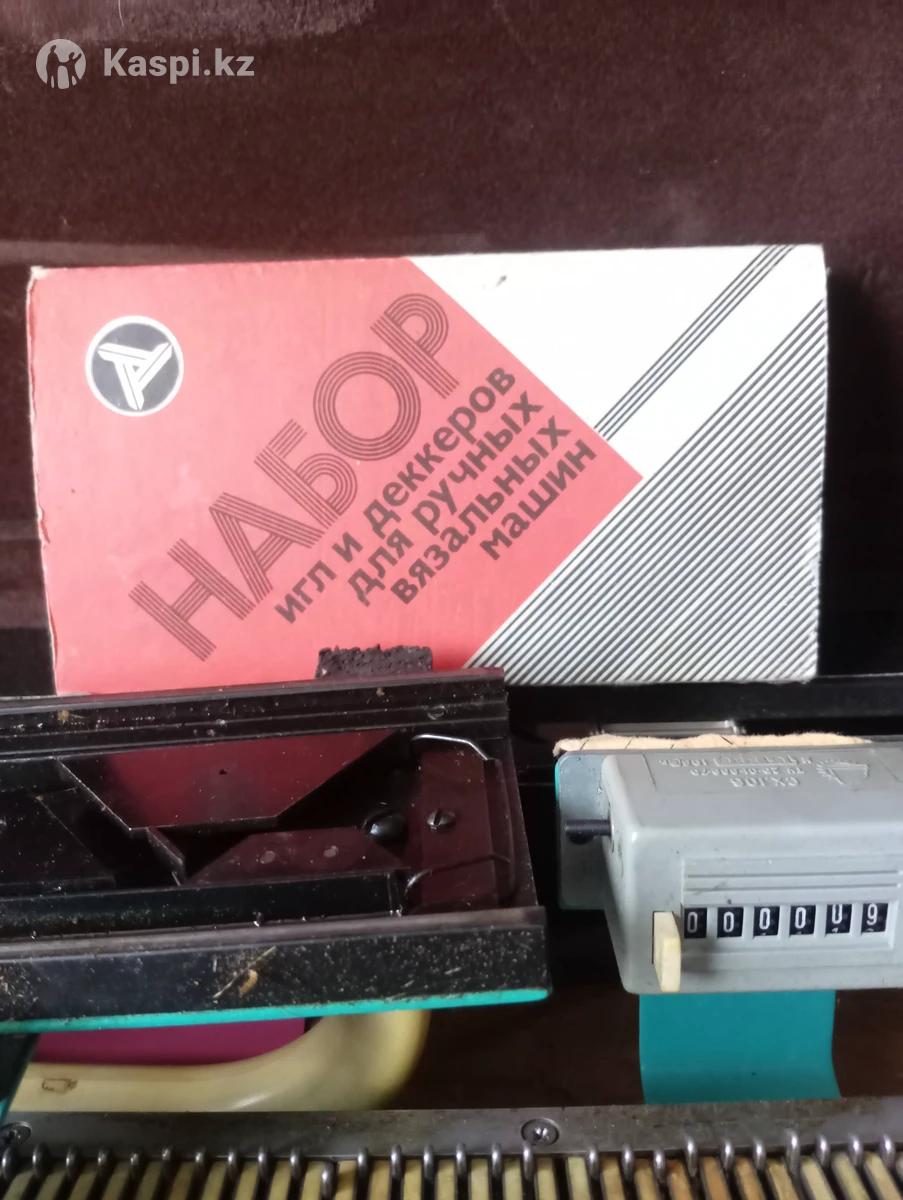 Kaspi.kz
НАБОР
игл и деккеров
для ручных
вязальных
машин
000009